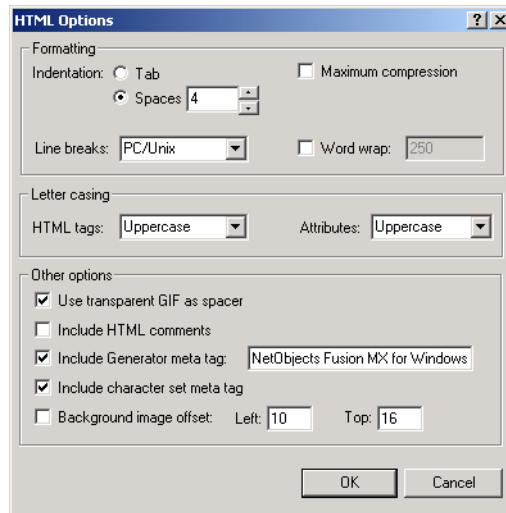 HTML Options
Formatting
Indentation: Tab Maximum compression
Spaces 4
Line breaks: PC/Unix Word wrap: 250
Letter casing
HTML tags: Uppercase Attributes: Uppercase
Other options
Use transparent GIF as spacer
Include HTML comments
Include Generator meta tag: NetObjects Fusion MX for Windows
Include character set meta tag
Background image offset: Left: 10 Top: 16
OK Cancel